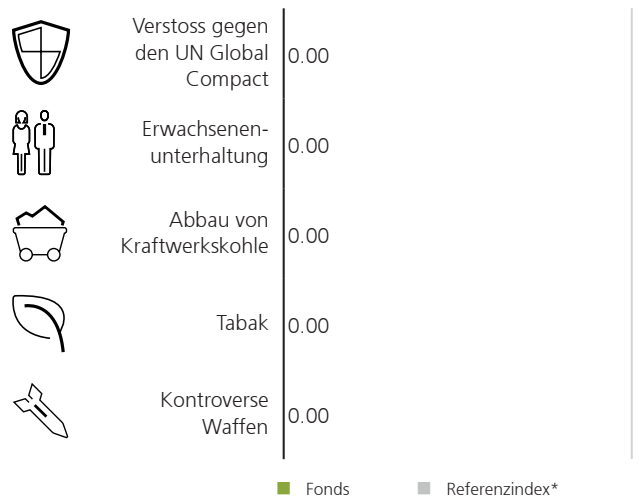 Verstoss gegen
den UN Global
Compact
0.00
Erwachsenen-
unterhaltung
0.00
Abbau von
Kraftwerkskohle
0.00
Tabak
0.00
Kontroverse
Waffen
0.00
Fonds
Referenzindex*